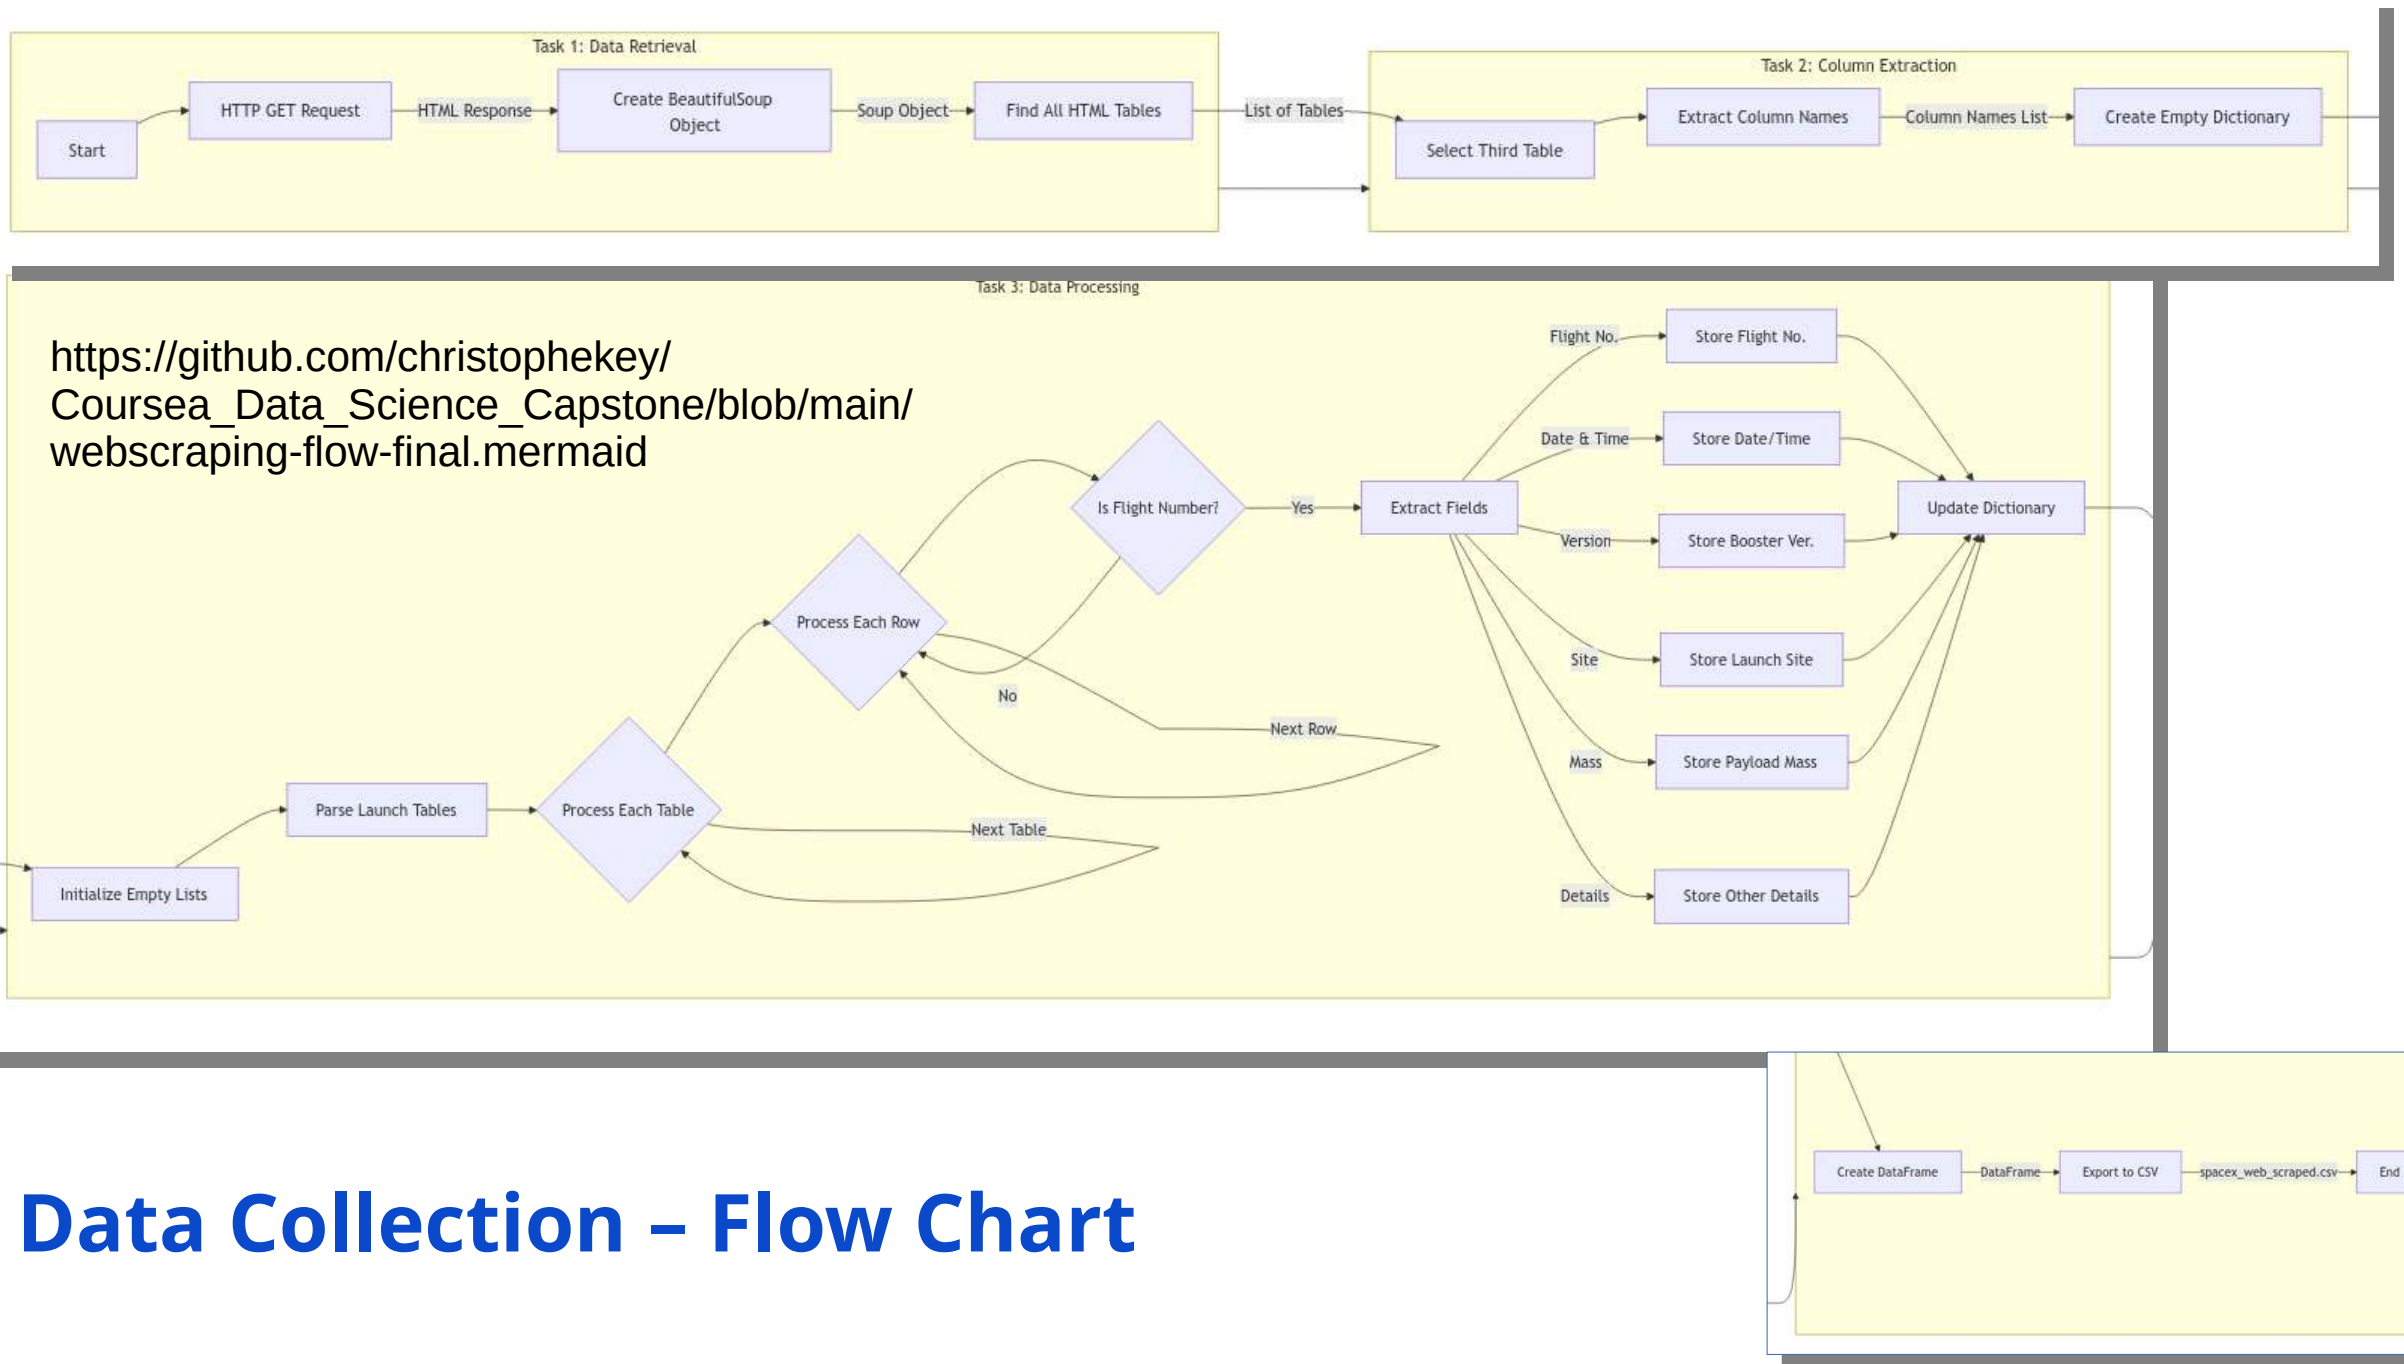 Task 1: Data Retrieval
Start
HTTP GET Request
HTML Response
Create BeautifulSoup
Object
Soup Object
Find All HTML Tables
List of Tables
Task 2: Column Extraction
Select Third Table
Extract Column Names
Column Names List
Create Empty Dictionary
Task 3: Data Processing
https://github.com/christophekey/
Coursea_Data_Science_Capstone/blob/main/
webscraping-flow-final.mermaid
Initialize Empty Lists
Parse Launch Tables
Process Each Table
Next Table
Process Each Row
Next Row
No
Is Flight Number?
Yes
Extract Fields
Flight No.
Date & Time
Version
Site
Mass
Details
Store Flight No.
Store Date/Time
Store Booster Ver.
Store Launch Site
Store Payload Mass
Store Other Details
Update Dictionary
Create DataFrame
DataFrame
Export to CSV
spacex_web_scraped.csv
End
Data Collection – Flow Chart